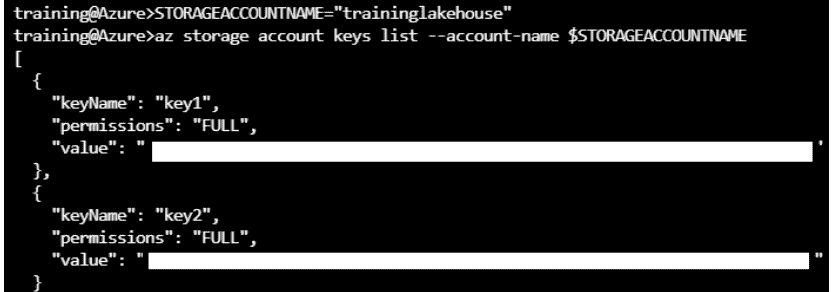 training@Azure>STORAGEACCOUNTNAME="traininglakehouse"
training@Azure>az storage account keys list --account-name $STORAGEACCOUNTNAME
[
  {
    "keyName": "key1",
    "permissions": "FULL",
    "value": " '
  },
  {
    "keyName": "key2",
    "permissions": "FULL",
    "value": " "
  }